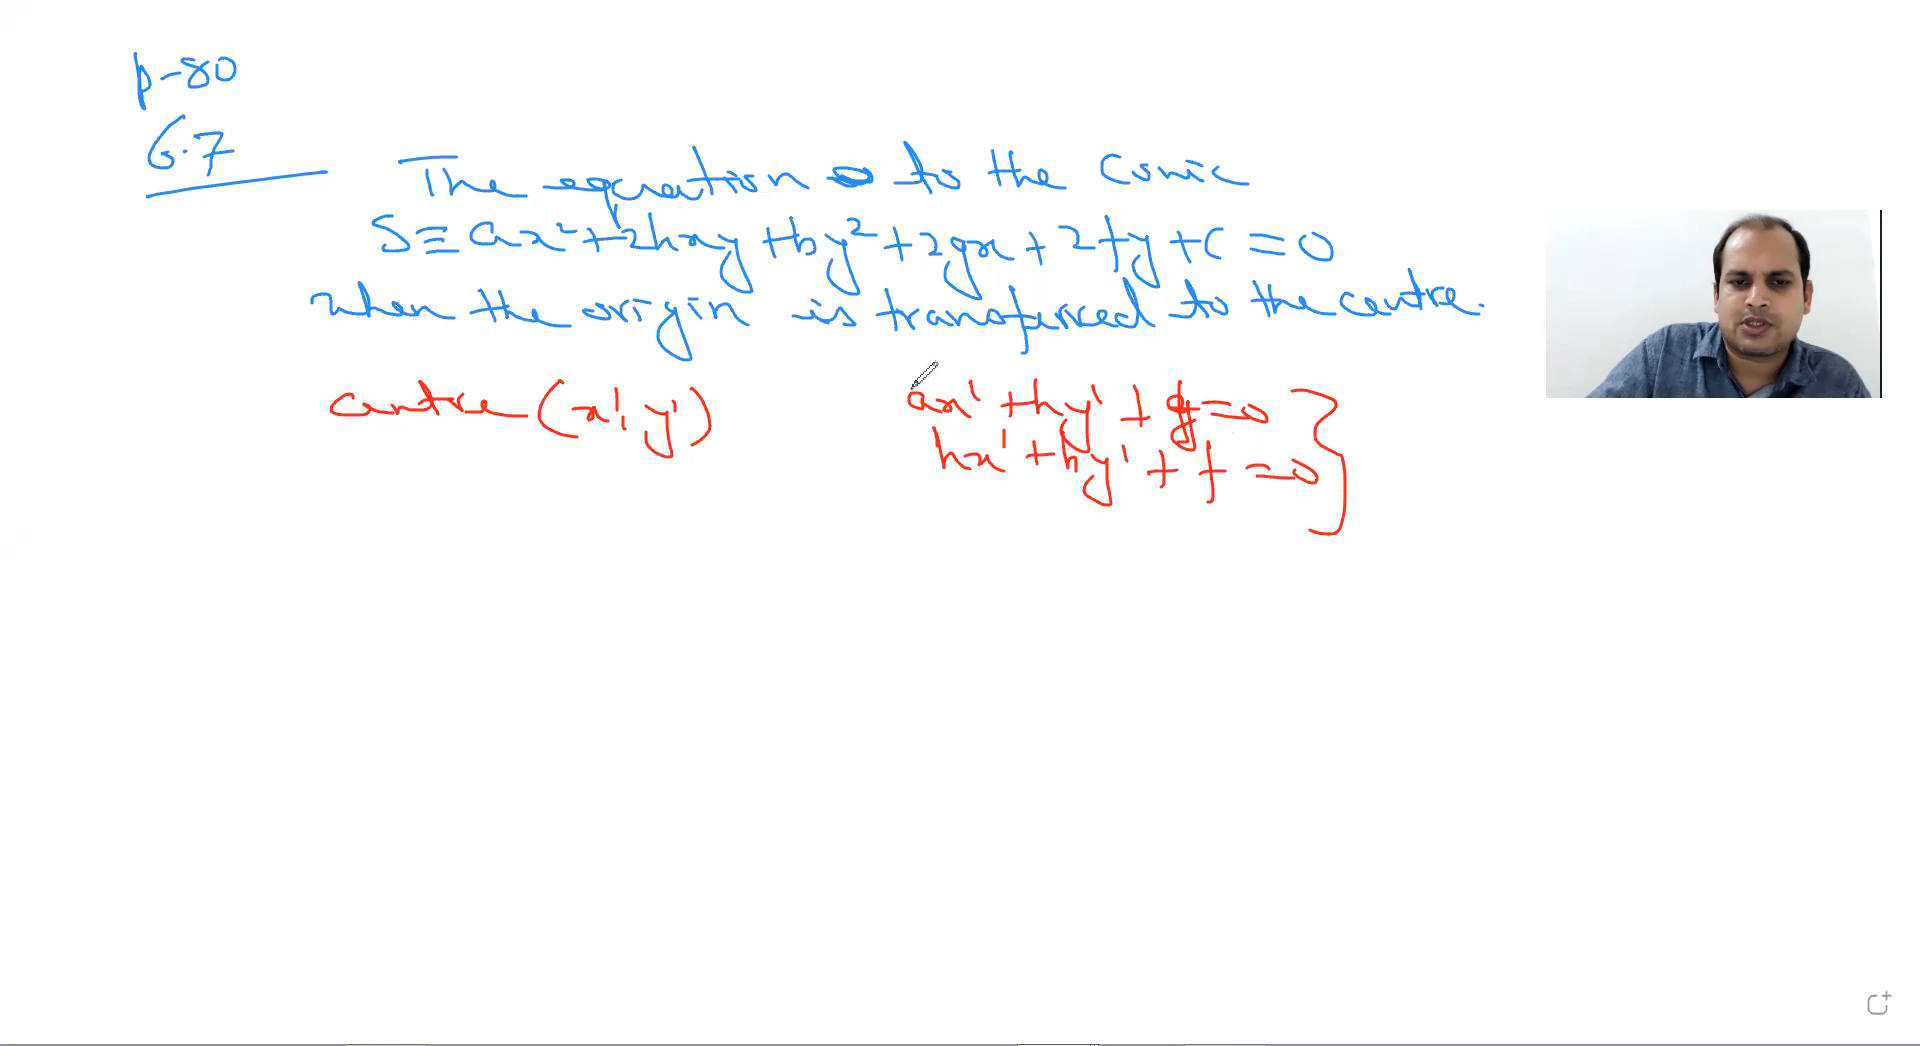 p-80
6.7
The equation to the conic
S≡ax²+2hxy+by²+2gx+2fy+c=0
when the origin is transferred to the centre.
centre (x', y')
ax'+hy'+g=0
hx'+by'+f=0